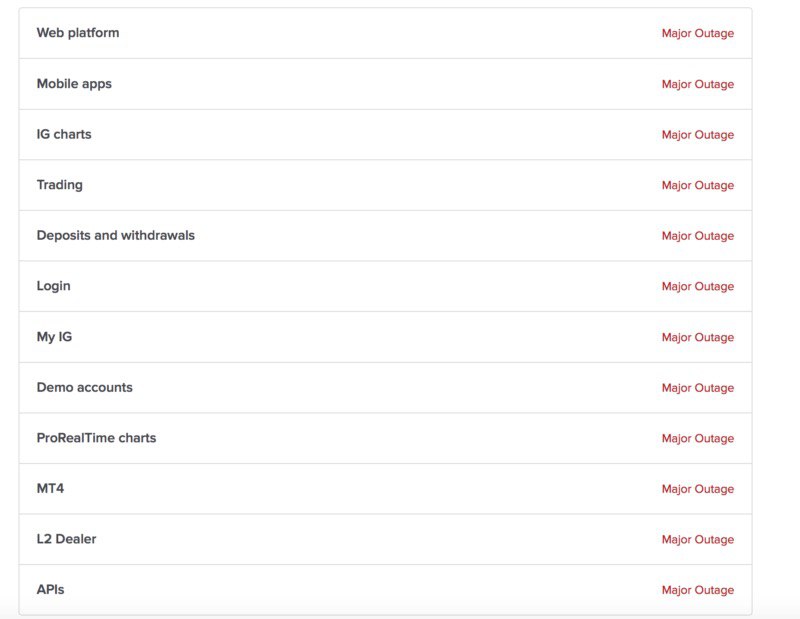 Web platform Major Outage
Mobile apps Major Outage
IG charts Major Outage
Trading Major Outage
Deposits and withdrawals Major Outage
Login Major Outage
My IG Major Outage
Demo accounts Major Outage
ProRealTime charts Major Outage
MT4 Major Outage
L2 Dealer Major Outage
APIs Major Outage